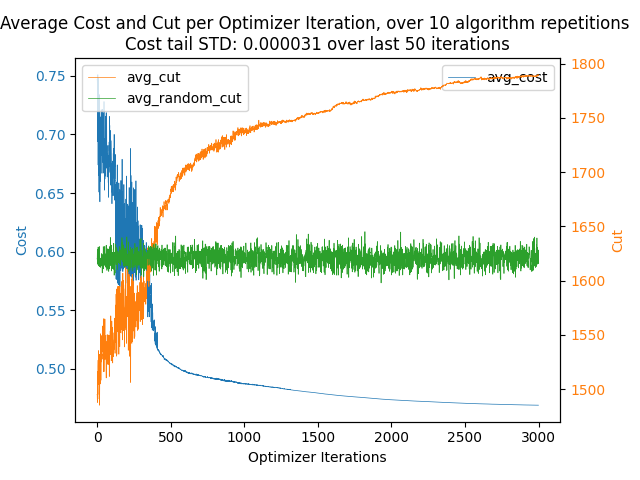 Average Cost and Cut per Optimizer Iteration, over 10 algorithm repetitions
Cost tail STD: 0.000031 over last 50 iterations
avg_cut
avg_random_cut
avg_cost
0.75
0.70
0.65
0.60
0.55
0.50
Cost
1800
1750
1700
1650
1600
1550
1500
Cut
0
500
1000
1500
2000
2500
3000
Optimizer Iterations